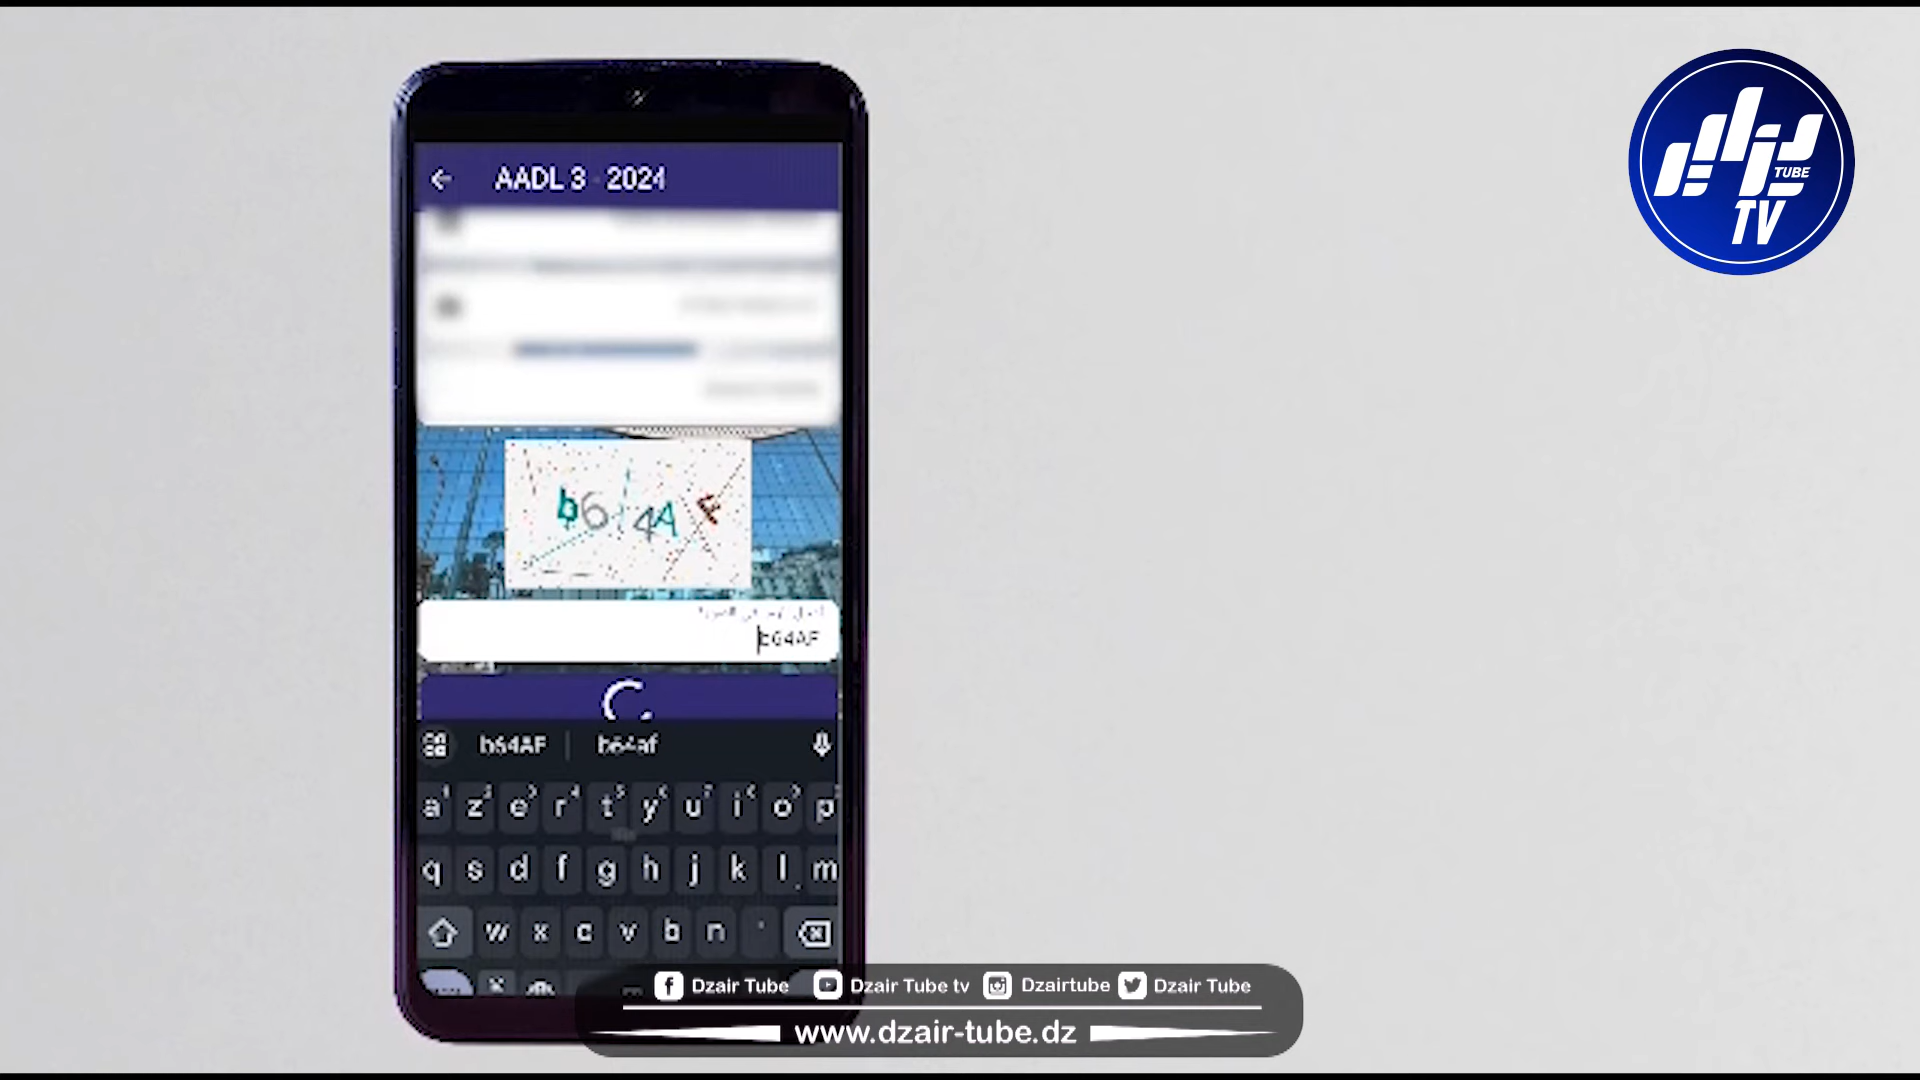 TUBE
TV
AADL 3 - 2024
b64AF
b64AF
b64AF b64af
a z e r t y u i o p
q s d f g h j k l m
w x c v b n '
Dzair Tube Dzair Tube tv Dzairtube Dzair Tube
www.dzair-tube.dz